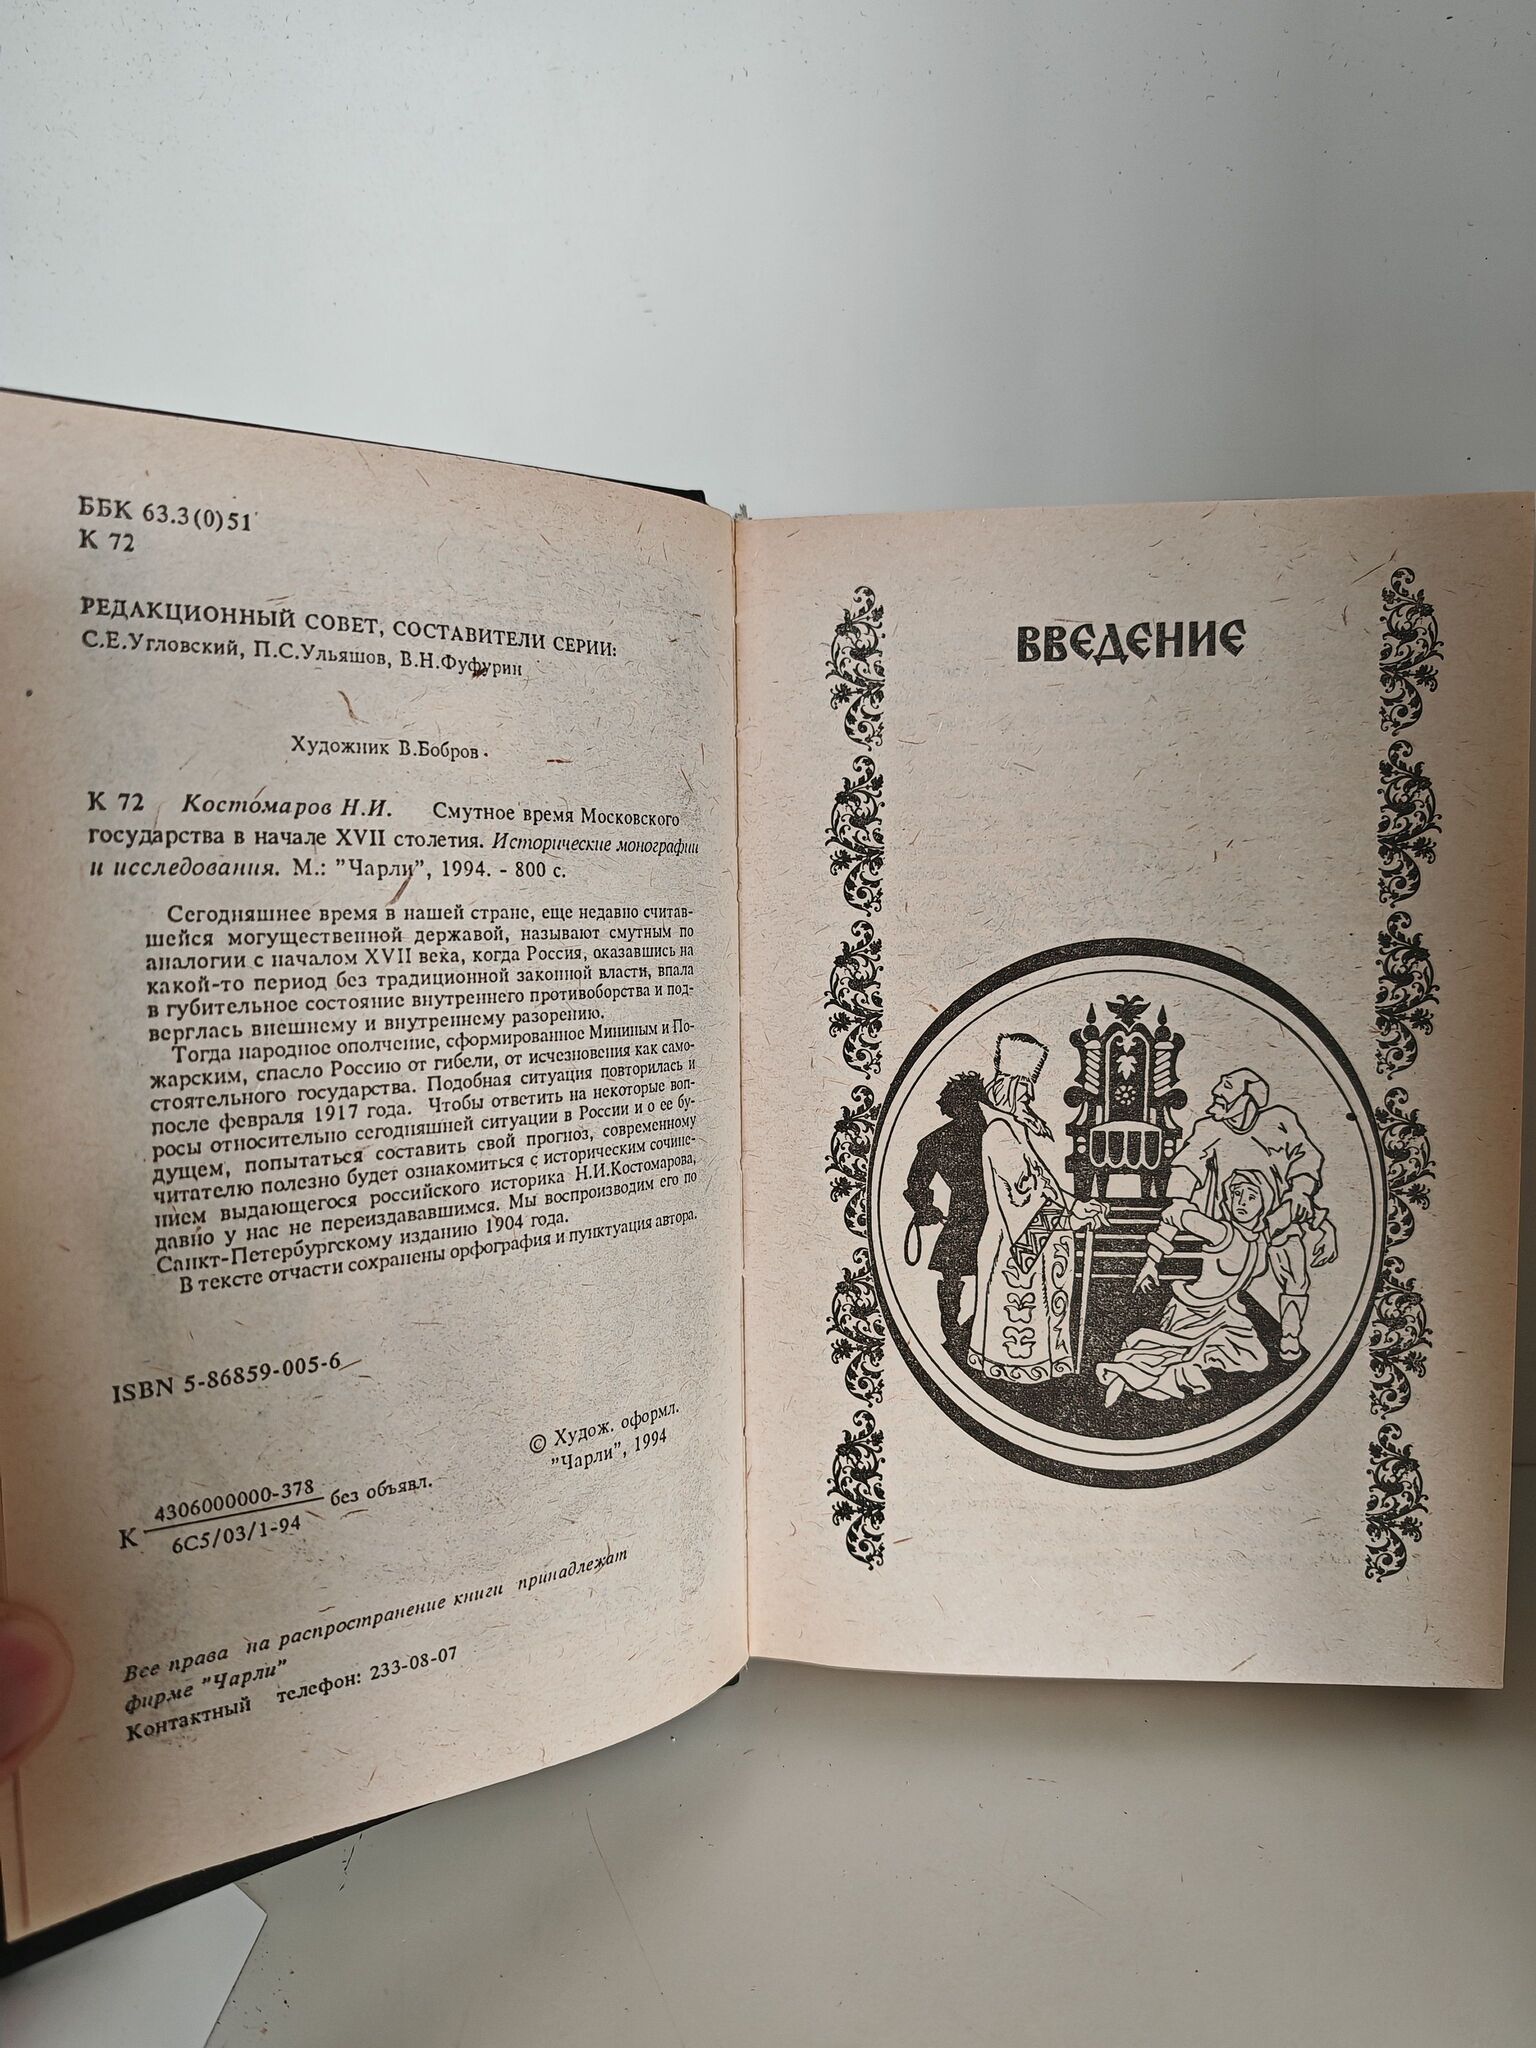 ББК 63.3(0)51
К 72
РЕДАКЦИОННЫЙ СОВЕТ, СОСТАВИТЕЛИ СЕРИИ:
С.Е.Угловский, П.С.Ульяшов, В.Н.Фуфурин
Художник В.Бобров
К 72 Костомаров Н.И. Смутное время Московского
государства в начале XVII столетия. Исторические монографии
и исследования. М.: "Чарли", 1994. - 800 с.
Сегодняшнее время в нашей стране, еще недавно считав-
шейся могущественной державой, называют смутным по
аналогии с началом XVII века, когда Россия, оказавшись на
какой-то период без традиционной законной власти, впала
в губительное состояние внутреннего противоборства и под-
верглась внешнему и внутреннему разорению.
Тогда народное ополчение, сформированное Мининым и По-
жарским, спасло Россию от гибели, от исчезновения как само-
стоятельного государства. Подобная ситуация повторилась и
после февраля 1917 года. Чтобы ответить на некоторые воп-
росы относительно сегодняшней ситуации в России и о ее бу-
дущем, попытаться составить свой прогноз, современному
читателю полезно будет ознакомиться с историческим сочине-
нием выдающегося российского историка Н.И.Костомарова,
давно у нас не переиздававшимся. Мы воспроизводим его по
Санкт-Петербургскому изданию 1904 года.
В тексте отчасти сохранены орфография и пунктуация автора.
ISBN 5-86859-005-6
© Худож. оформл.
"Чарли", 1994
4306000000-378
К без объявл.
6С5/03/1-94
Все права на распространение книги принадлежат
фирме "Чарли"
Контактный телефон: 233-08-07
ВВЕДЕНИЕ